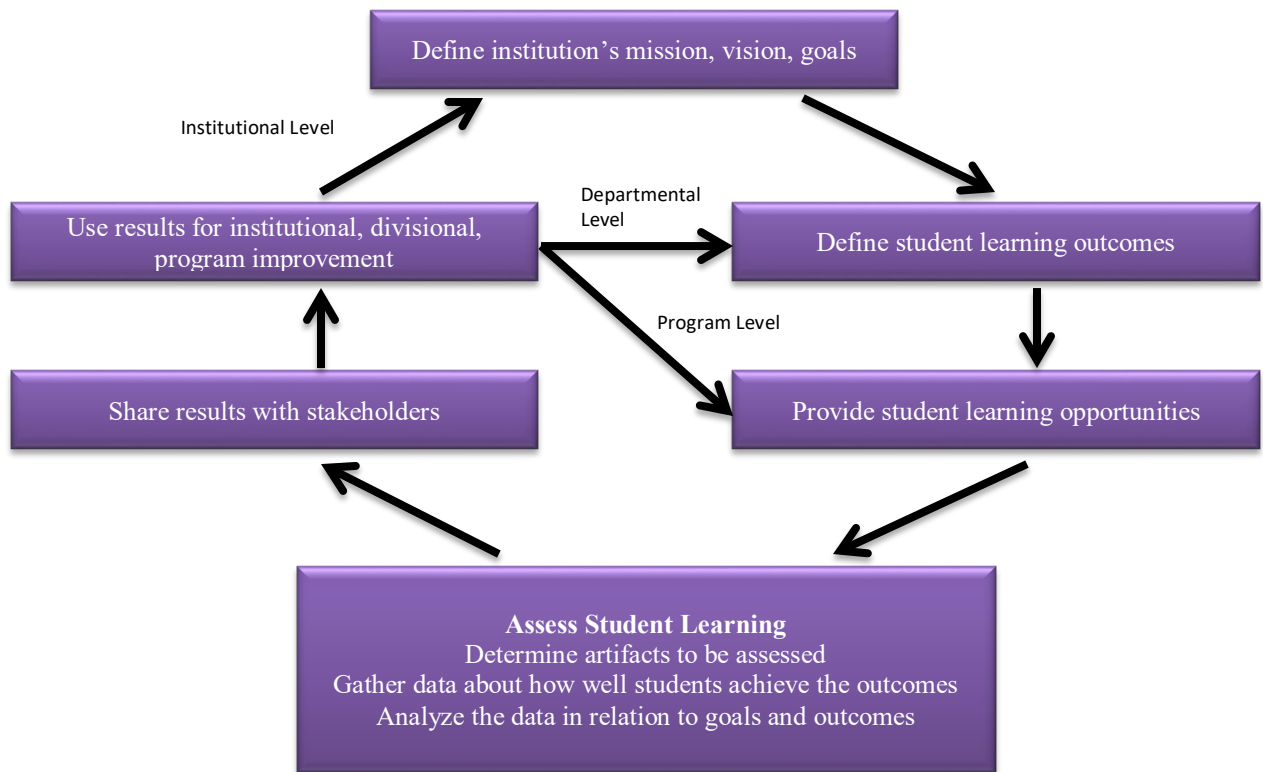 Define institution’s mission, vision, goals
Institutional Level
Departmental
Level
Use results for institutional, divisional,
program improvement
Define student learning outcomes
Program Level
Share results with stakeholders
Provide student learning opportunities
Assess Student Learning
Determine artifacts to be assessed
Gather data about how well students achieve the outcomes
Analyze the data in relation to goals and outcomes